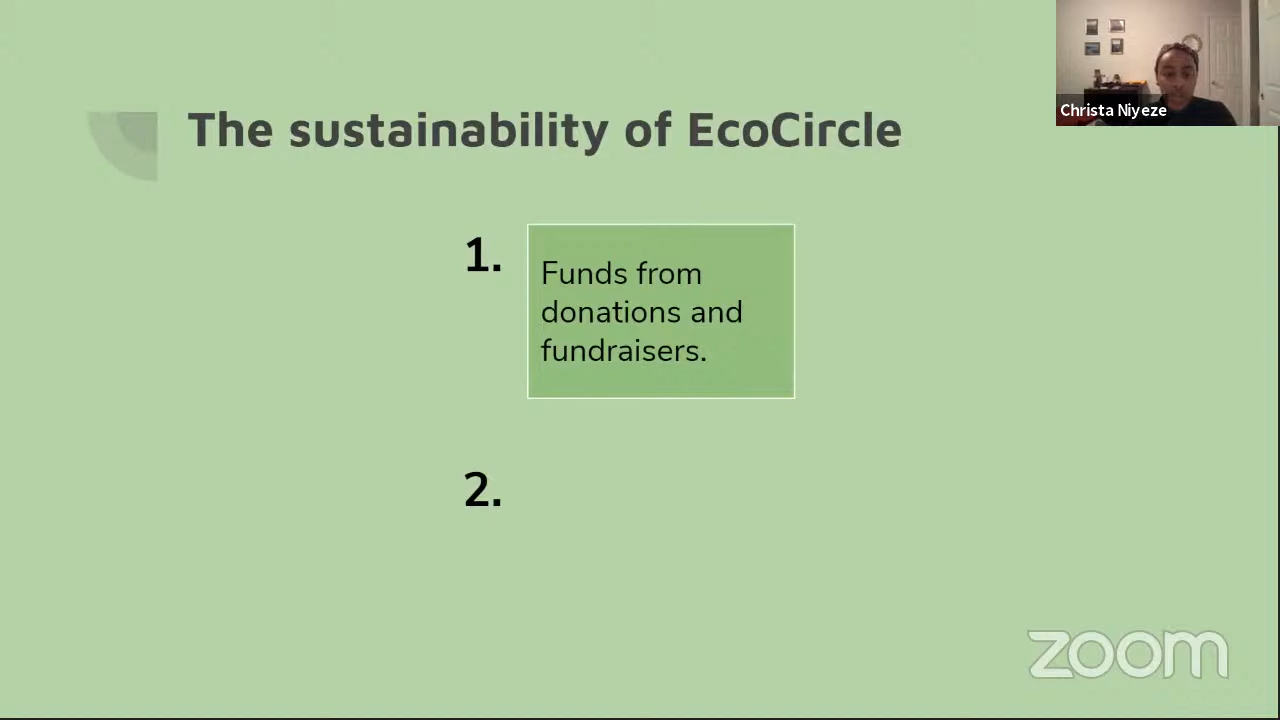 The sustainability of EcoCircle
Christa Niyeze
1.
Funds from
donations and
fundraisers.
2.
zoom